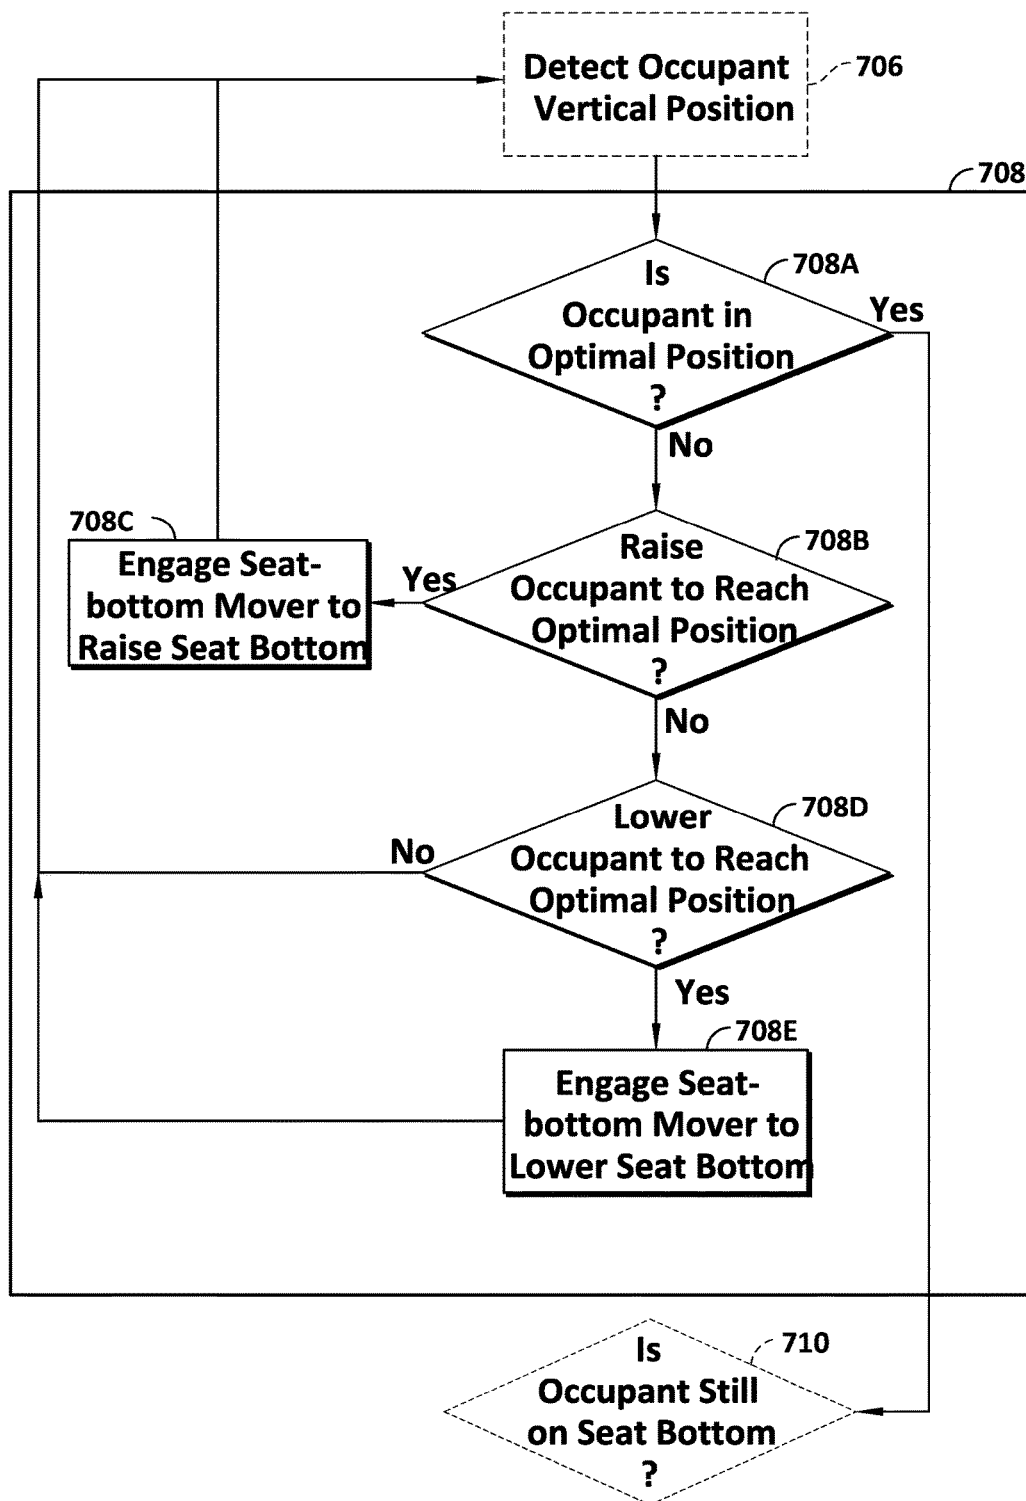 Detect Occupant
Vertical Position
706
708
Is
Occupant in
Optimal Position
?
708A
Yes
No
Raise
Occupant to Reach
Optimal Position
?
708B
Yes
708C
Engage Seat-
bottom Mover to
Raise Seat Bottom
No
Lower
Occupant to Reach
Optimal Position
?
708D
No
Yes
708E
Engage Seat-
bottom Mover to
Lower Seat Bottom
Is
Occupant Still
on Seat Bottom
?
710